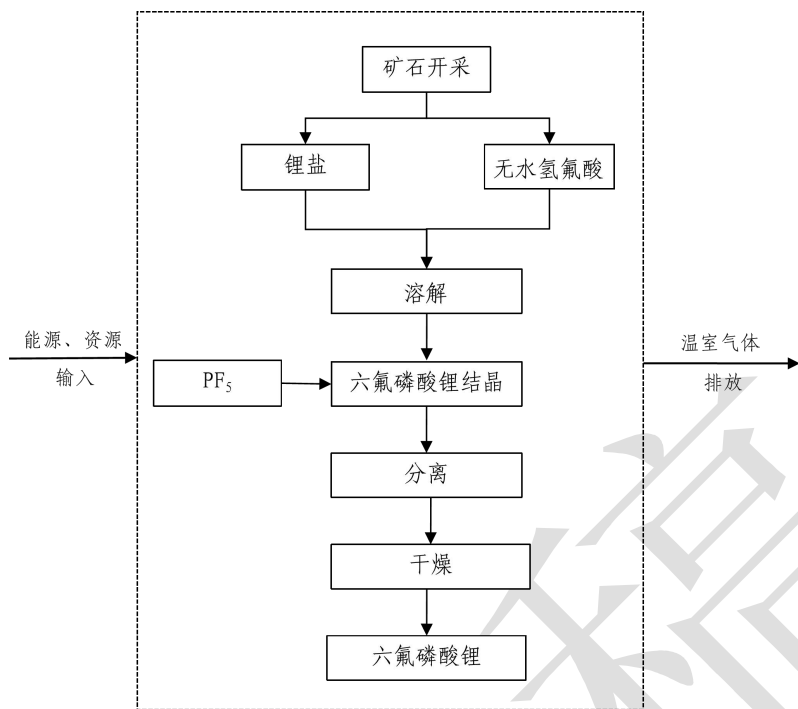 矿石开采
锂盐
无水氢氟酸
溶解
能源、资源
输入
温室气体
排放
PF5
六氟磷酸锂结晶
分离
干燥
六氟磷酸锂
稿